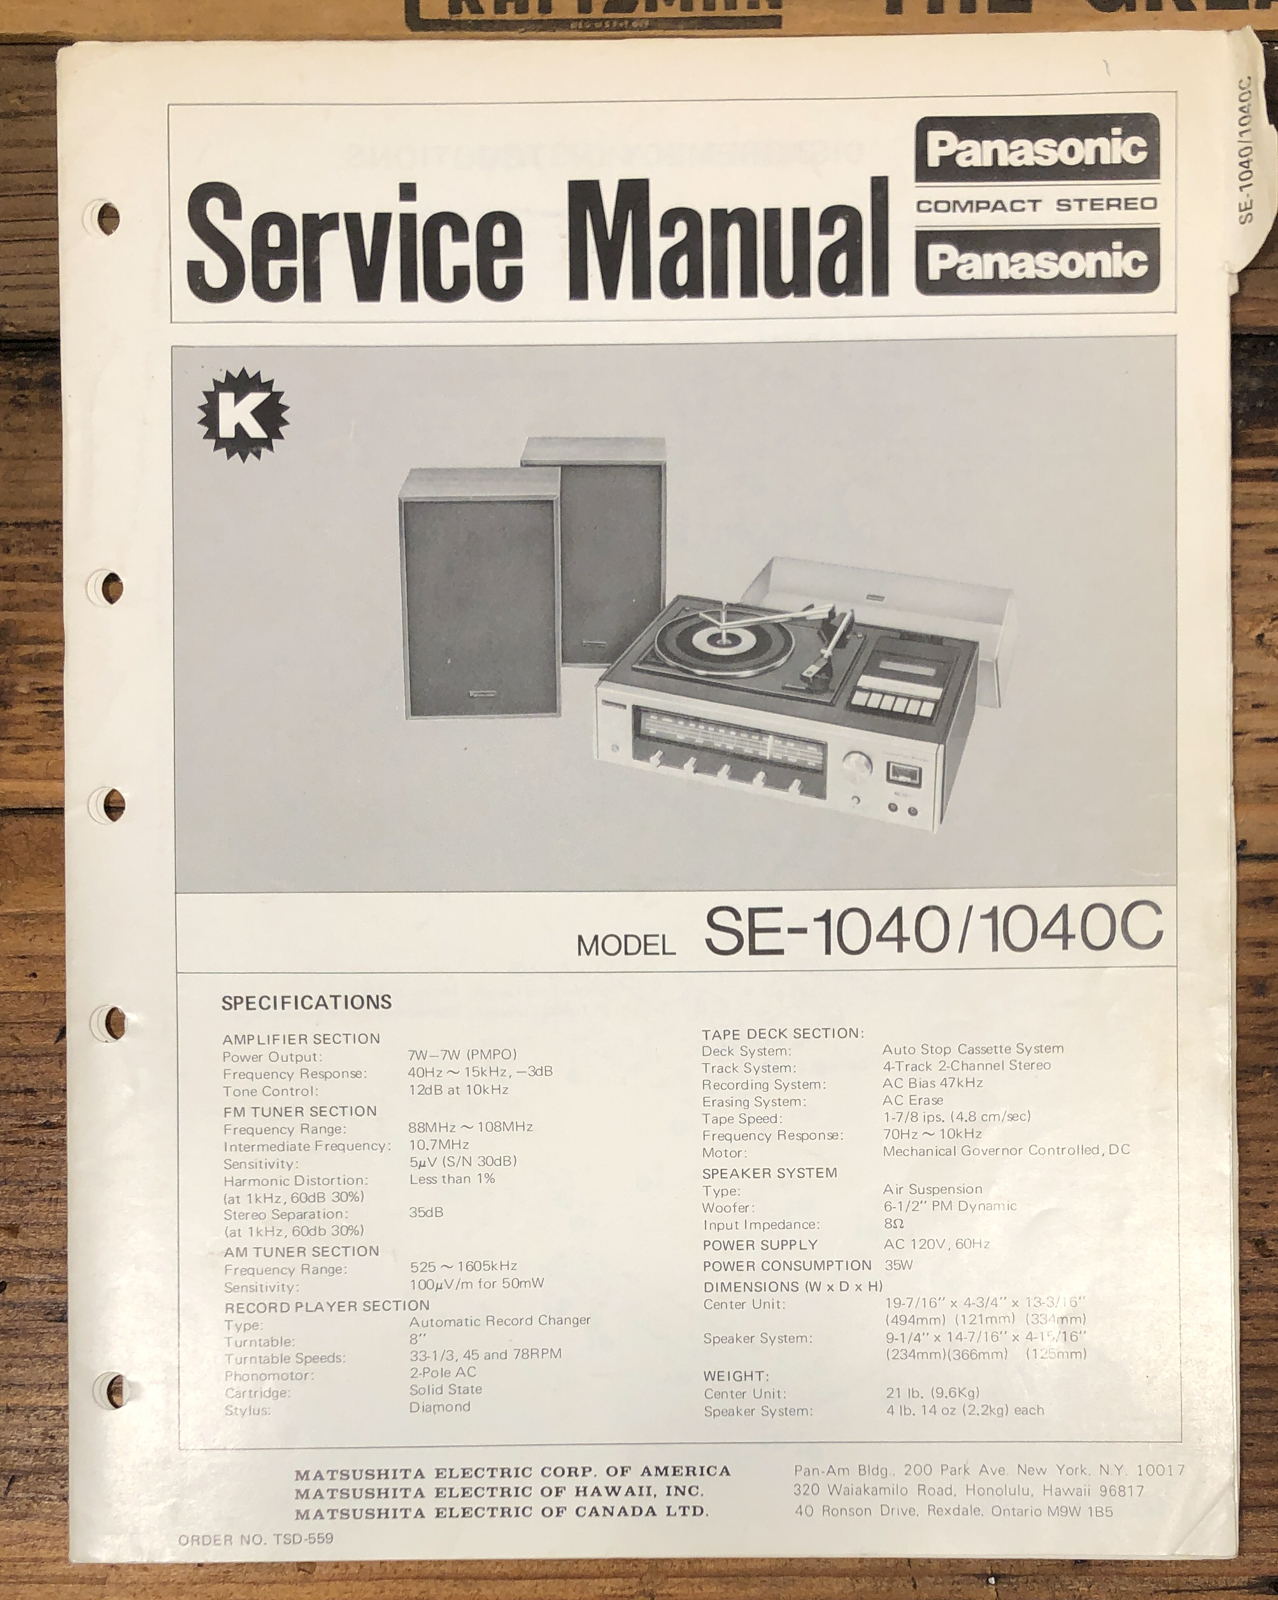 THE GREA
SE-1040/1040C
Service Manual
Panasonic
COMPACT STEREO
Panasonic
K
MODEL SE-1040/1040C
SPECIFICATIONS
AMPLIFIER SECTION
Power Output: 7W–7W (PMPO)
Frequency Response: 40Hz ~ 15kHz, –3dB
Tone Control: 12dB at 10kHz
FM TUNER SECTION
Frequency Range: 88MHz ~ 108MHz
Intermediate Frequency: 10.7MHz
Sensitivity: 5μV (S/N 30dB)
Harmonic Distortion: Less than 1%
(at 1kHz, 60dB 30%)
Stereo Separation: 35dB
(at 1kHz, 60db 30%)
AM TUNER SECTION
Frequency Range: 525 ~ 1605kHz
Sensitivity: 100μV/m for 50mW
RECORD PLAYER SECTION
Type: Automatic Record Changer
Turntable: 8"
Turntable Speeds: 33-1/3, 45 and 78RPM
Phonomotor: 2-Pole AC
Cartridge: Solid State
Stylus: Diamond
TAPE DECK SECTION:
Deck System: Auto Stop Cassette System
Track System: 4-Track 2-Channel Stereo
Recording System: AC Bias 47kHz
Erasing System: AC Erase
Tape Speed: 1-7/8 ips. (4.8 cm/sec)
Frequency Response: 70Hz ~ 10kHz
Motor: Mechanical Governor Controlled, DC
SPEAKER SYSTEM
Type: Air Suspension
Woofer: 6-1/2" PM Dynamic
Input Impedance: 8Ω
POWER SUPPLY AC 120V, 60Hz
POWER CONSUMPTION 35W
DIMENSIONS (W x D x H)
Center Unit: 19-7/16" x 4-3/4" x 13-3/16"
(494mm) (121mm) (334mm)
Speaker System: 9-1/4" x 14-7/16" x 4-15/16"
(234mm)(366mm) (125mm)
WEIGHT:
Center Unit: 21 lb. (9.6Kg)
Speaker System: 4 lb. 14 oz (2.2kg) each
MATSUSHITA ELECTRIC CORP. OF AMERICA Pan-Am Bldg., 200 Park Ave. New York, N.Y. 10017
MATSUSHITA ELECTRIC OF HAWAII, INC. 320 Waiakamilo Road, Honolulu, Hawaii 96817
MATSUSHITA ELECTRIC OF CANADA LTD. 40 Ronson Drive, Rexdale, Ontario M9W 1B5
ORDER NO. TSD-559